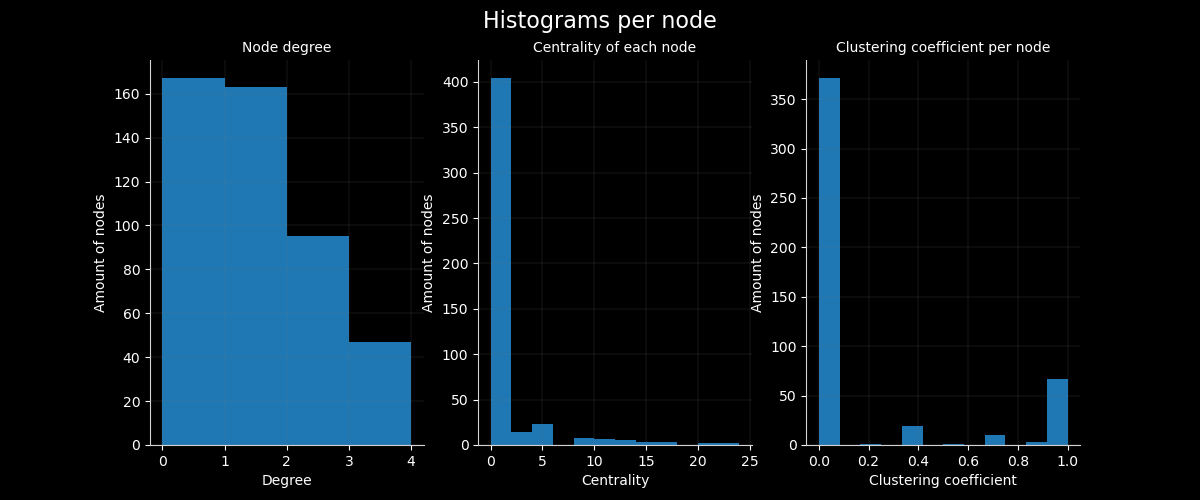 Histograms per node
Node degree
Amount of nodes
160
140
120
100
80
60
40
20
0
0 1 2 3 4
Degree
Centrality of each node
Amount of nodes
400
350
300
250
200
150
100
50
0
0 5 10 15 20 25
Centrality
Clustering coefficient per node
Amount of nodes
350
300
250
200
150
100
50
0
0.0 0.2 0.4 0.6 0.8 1.0
Clustering coefficient